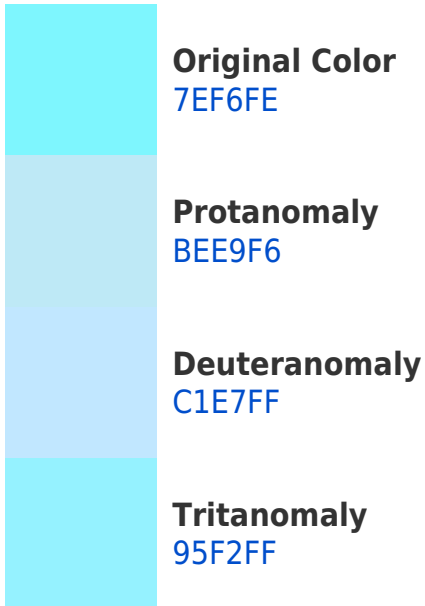 Original Color
7EF6FE
Protanomaly
BEE9F6
Deuteranomaly
C1E7FF
Tritanomaly
95F2FF